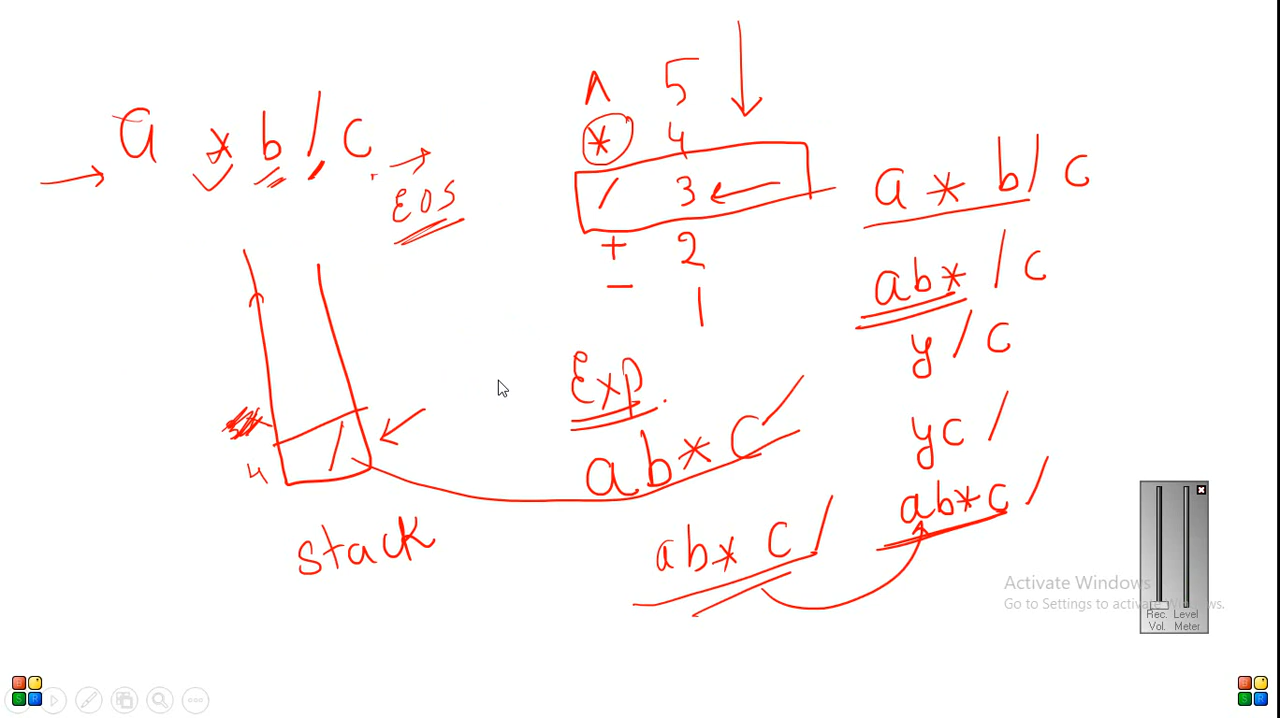 a * b / c
EOS
^ 5
* 4
/ 3
+ 2
- 1
Exp.
ab*c/
ab*c/
4 /
stack
a * b/c
ab* /c
y/c
yc/
ab*c/
Activate Windows
Go to Settings to activate Windows.
Rec. Level
Vol. Meter
S R
S R